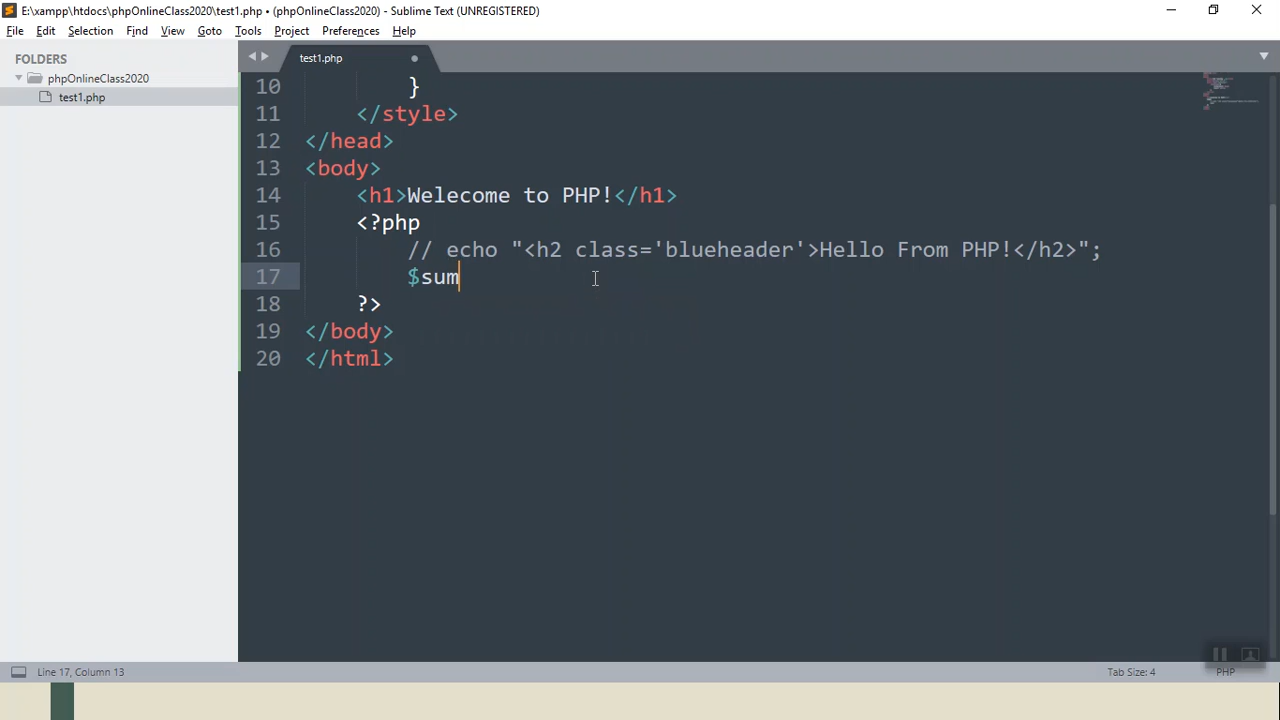 E:\xampp\htdocs\phpOnlineClass2020\test1.php • (phpOnlineClass2020) - Sublime Text (UNREGISTERED)
File Edit Selection Find View Goto Tools Project Preferences Help
FOLDERS
phpOnlineClass2020
test1.php
test1.php
10 }
11 </style>
12 </head>
13 <body>
14 <h1>Welecome to PHP!</h1>
15 <?php
16 // echo "<h2 class='blueheader'>Hello From PHP!</h2>";
17 $sum
18 ?>
19 </body>
20 </html>
Line 17, Column 13
Tab Size: 4
PHP